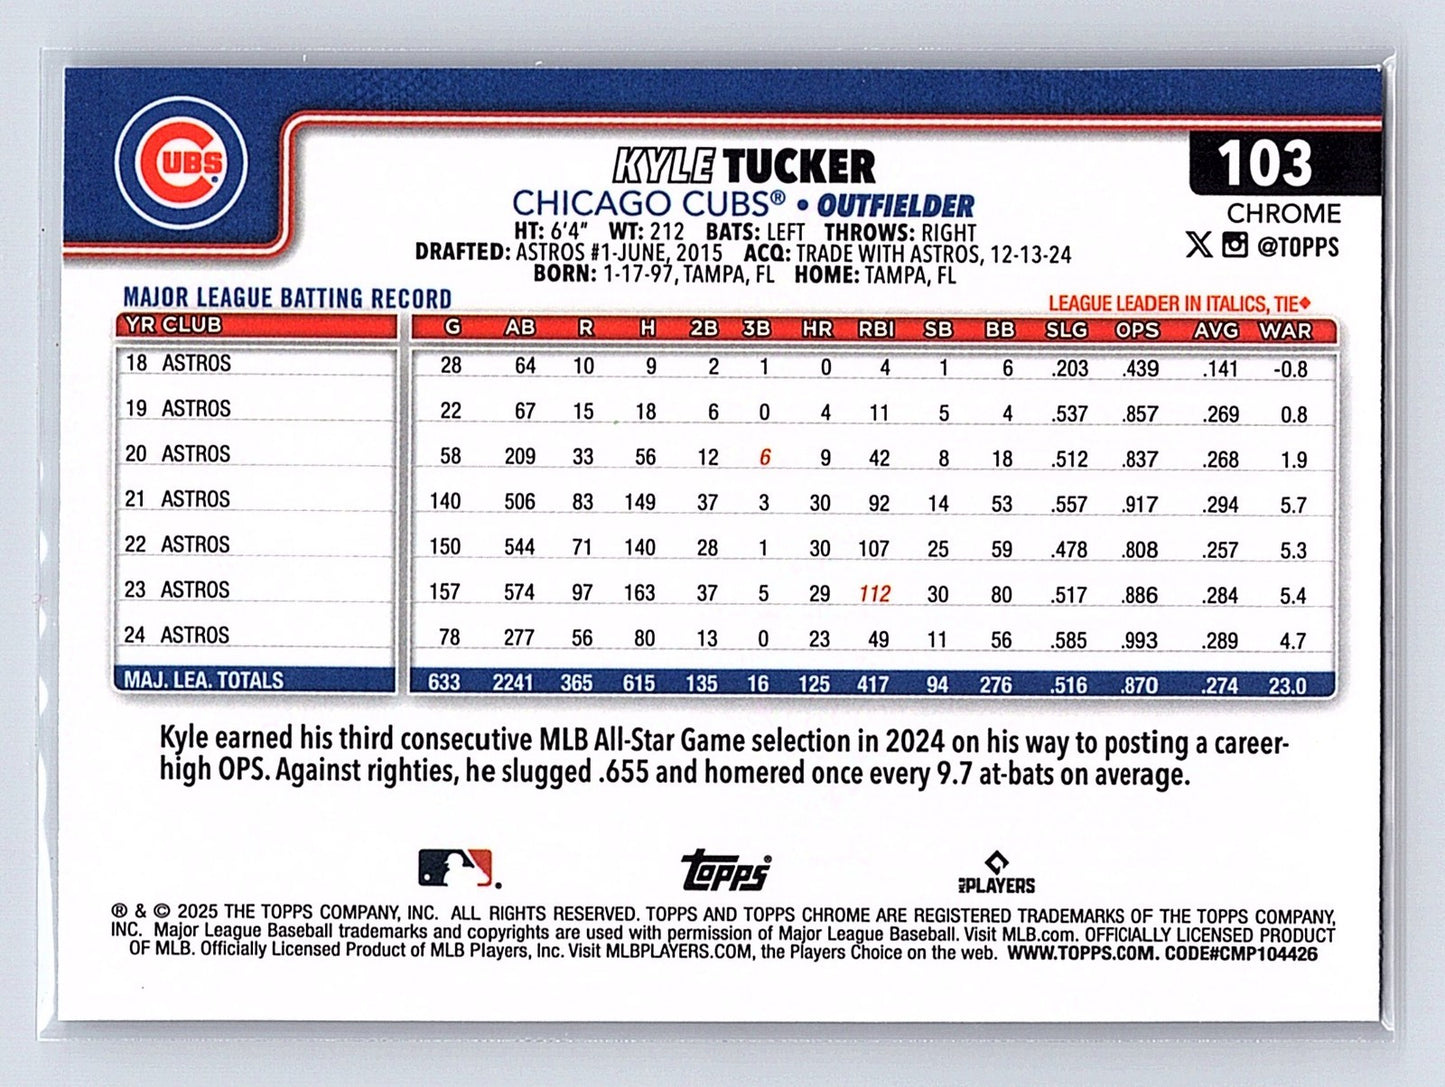 CUBS
KYLE TUCKER
103
CHICAGO CUBS® • OUTFIELDER
CHROME
HT: 6'4" WT: 212 BATS: LEFT THROWS: RIGHT
@TOPPS
DRAFTED: ASTROS #1-JUNE, 2015 ACQ: TRADE WITH ASTROS, 12-13-24
BORN: 1-17-97, TAMPA, FL HOME: TAMPA, FL
MAJOR LEAGUE BATTING RECORD
LEAGUE LEADER IN ITALICS, TIE♦
YR CLUB G AB R H 2B 3B HR RBI SB BB SLG OPS AVG WAR
18 ASTROS 28 64 10 9 2 1 0 4 1 6 .203 .439 .141 -0.8
19 ASTROS 22 67 15 18 6 0 4 11 5 4 .537 .857 .269 0.8
20 ASTROS 58 209 33 56 12 6 9 42 8 18 .512 .837 .268 1.9
21 ASTROS 140 506 83 149 37 3 30 92 14 53 .557 .917 .294 5.7
22 ASTROS 150 544 71 140 28 1 30 107 25 59 .478 .808 .257 5.3
23 ASTROS 157 574 97 163 37 5 29 112 30 80 .517 .886 .284 5.4
24 ASTROS 78 277 56 80 13 0 23 49 11 56 .585 .993 .289 4.7
MAJ. LEA. TOTALS 633 2241 365 615 135 16 125 417 94 276 .516 .870 .274 23.0
Kyle earned his third consecutive MLB All-Star Game selection in 2024 on his way to posting a career-
high OPS. Against righties, he slugged .655 and homered once every 9.7 at-bats on average.
topps®
MLB PLAYERS
® & © 2025 THE TOPPS COMPANY, INC. ALL RIGHTS RESERVED. TOPPS AND TOPPS CHROME ARE REGISTERED TRADEMARKS OF THE TOPPS COMPANY,
INC. Major League Baseball trademarks and copyrights are used with permission of Major League Baseball. Visit MLB.com. OFFICIALLY LICENSED PRODUCT
OF MLB. Officially Licensed Product of MLB Players, Inc. Visit MLBPLAYERS.COM, the Players Choice on the web. WWW.TOPPS.COM. CODE#CMP104426